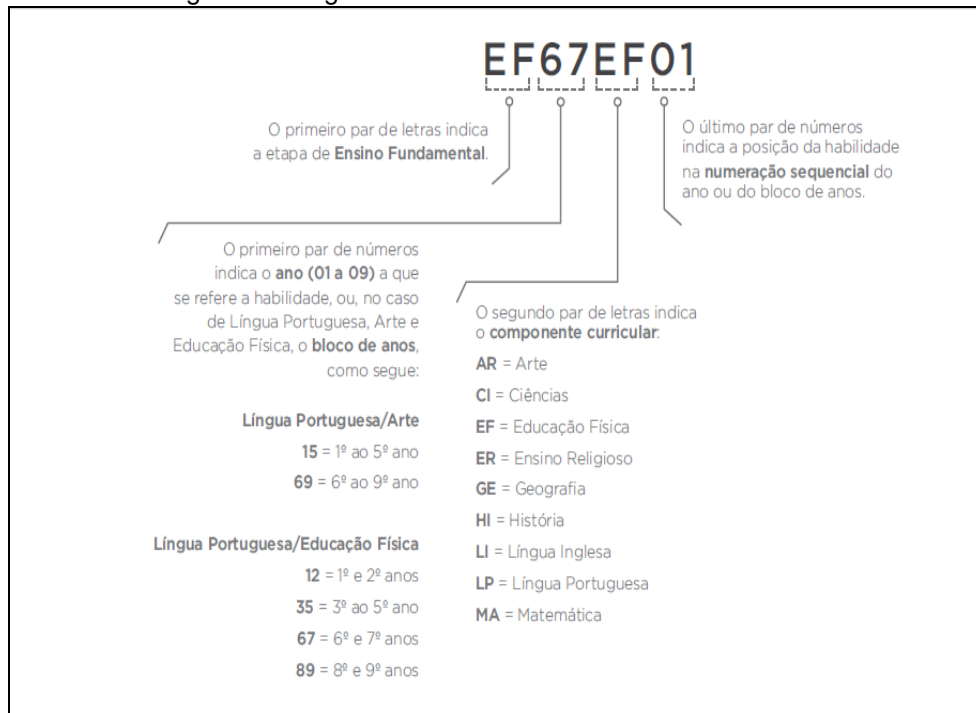 EF67EF01
O primeiro par de letras indica
a etapa de Ensino Fundamental.
O último par de números
indica a posição da habilidade
na numeração sequencial do
ano ou do bloco de anos.
O primeiro par de números
indica o ano (01 a 09) a que
se refere a habilidade, ou, no caso
de Língua Portuguesa, Arte e
Educação Física, o bloco de anos,
como segue:
Língua Portuguesa/Arte
15 = 1º ao 5º ano
69 = 6º ao 9º ano
Língua Portuguesa/Educação Física
12 = 1º e 2º anos
35 = 3º ao 5º ano
67 = 6º e 7º anos
89 = 8º e 9º anos
O segundo par de letras indica
o componente curricular:
AR = Arte
CI = Ciências
EF = Educação Física
ER = Ensino Religioso
GE = Geografia
HI = História
LI = Língua Inglesa
LP = Língua Portuguesa
MA = Matemática